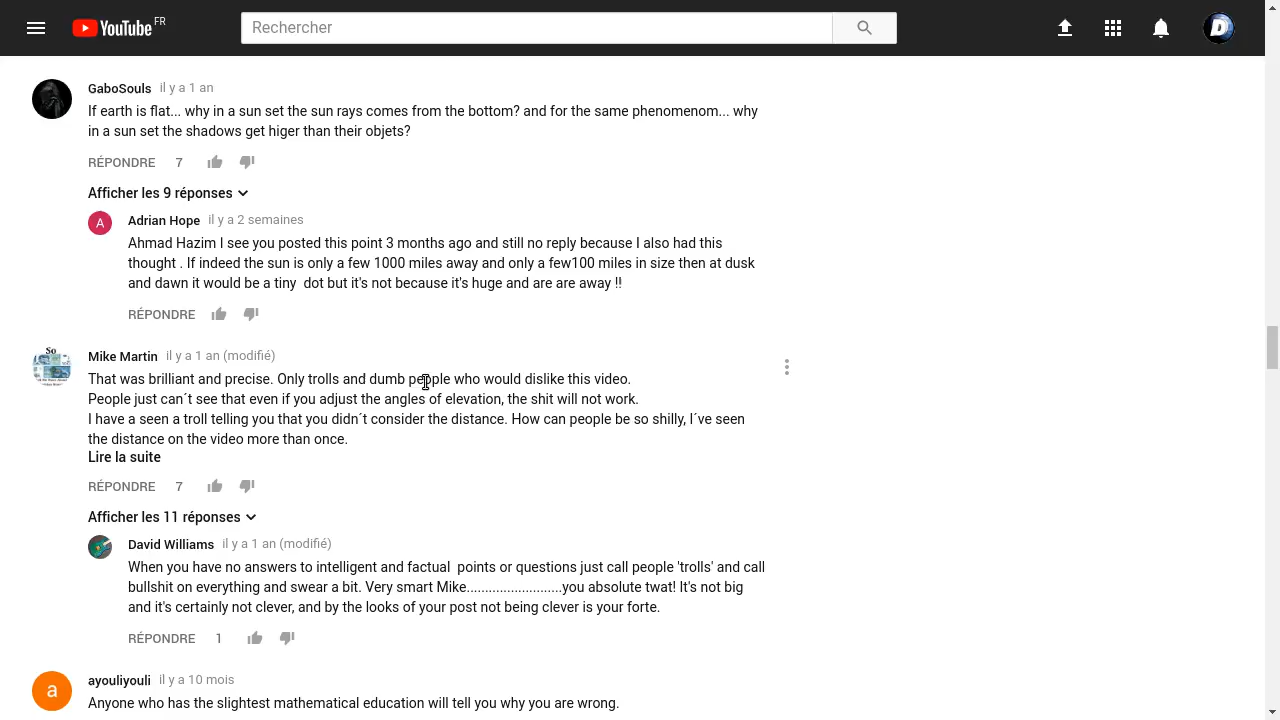 YouTube FR
Rechercher
D
GaboSouls il y a 1 an
If earth is flat... why in a sun set the sun rays comes from the bottom? and for the same phenomenom... why
in a sun set the shadows get higer than their objets?
RÉPONDRE 7
Afficher les 9 réponses
A
Adrian Hope il y a 2 semaines
Ahmad Hazim I see you posted this point 3 months ago and still no reply because I also had this
thought . If indeed the sun is only a few 1000 miles away and only a few100 miles in size then at dusk
and dawn it would be a tiny  dot but it's not because it's huge and are are away !!
RÉPONDRE
So
Mike Martin il y a 1 an (modifié)
That was brilliant and precise. Only trolls and dumb people who would dislike this video.
People just can´t see that even if you adjust the angles of elevation, the shit will not work.
I have a seen a troll telling you that you didn´t consider the distance. How can people be so shilly, I´ve seen
the distance on the video more than once.
Lire la suite
RÉPONDRE 7
Afficher les 11 réponses
David Williams il y a 1 an (modifié)
When you have no answers to intelligent and factual  points or questions just call people 'trolls' and call
bullshit on everything and swear a bit. Very smart Mike..........................you absolute twat! It's not big
and it's certainly not clever, and by the looks of your post not being clever is your forte.
RÉPONDRE 1
a
ayouliyouli il y a 10 mois
Anyone who has the slightest mathematical education will tell you why you are wrong.